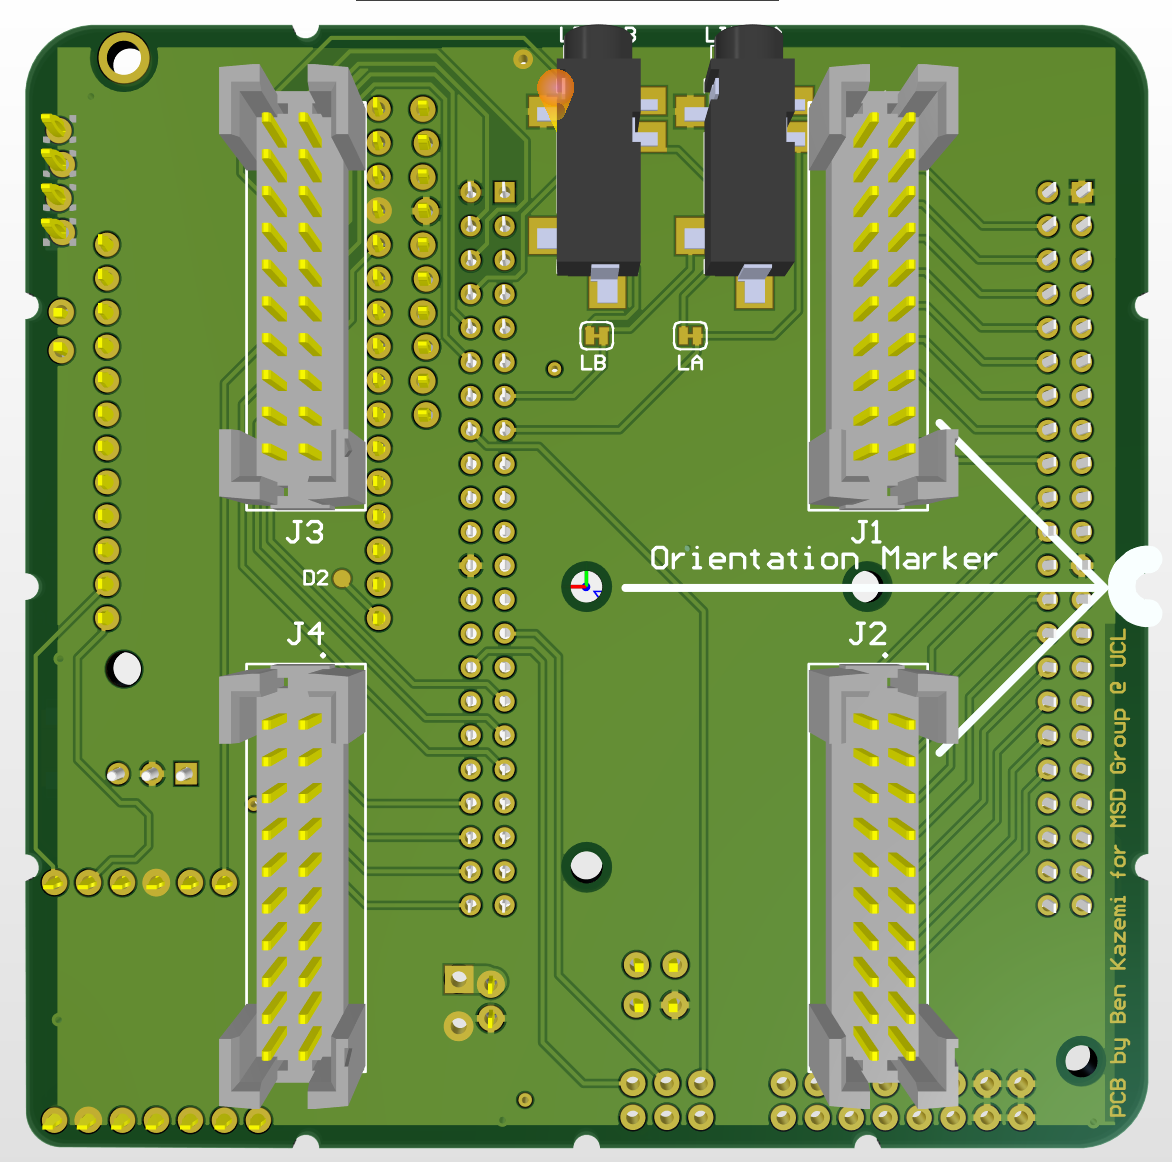 LB
LA
J3
J1
Orientation Marker
D2
J4
J2
PCB by Ben Kazemi for MSD Group @ UCL